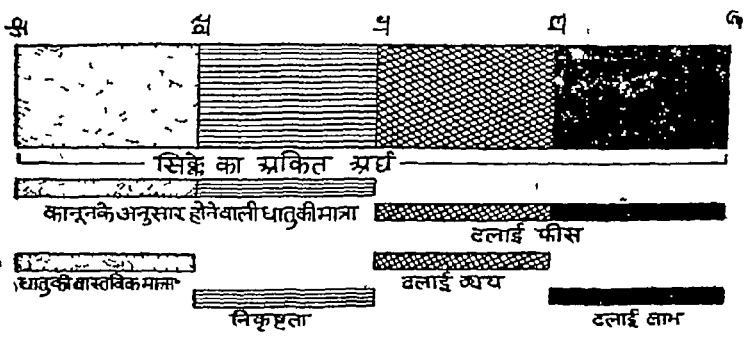 क ख ग घ
सिक्के का अंकित अर्घ
कानूनके अनुसार होनेवाली धातुकी मात्रा
ढलाई फीस
धातुकी वास्तविक मात्रा
ढलाई व्यय
निकृष्टता
ढलाई लाभ